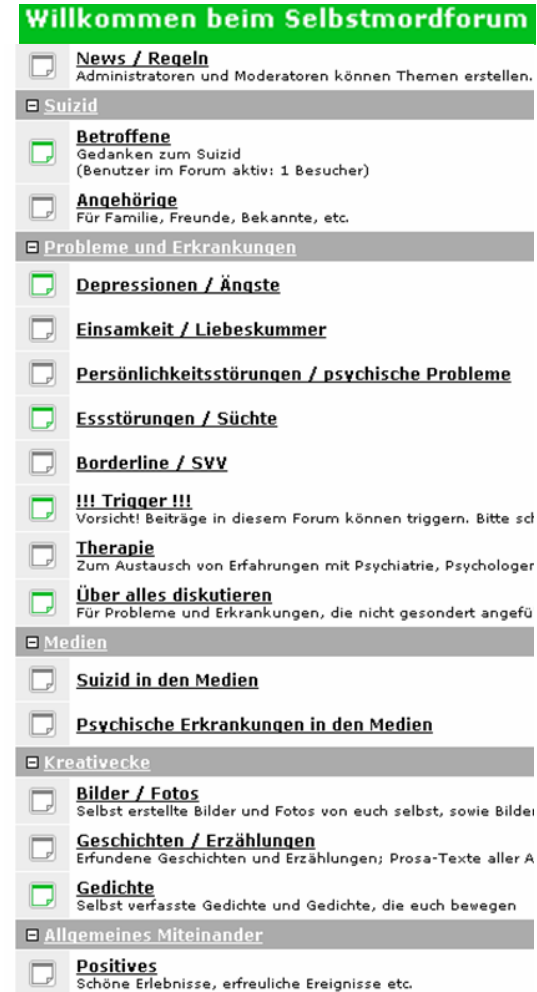 Willkommen beim Selbstmordforum
News / Regeln
Administratoren und Moderatoren können Themen erstellen.
Suizid
Betroffene
Gedanken zum Suizid
(Benutzer im Forum aktiv: 1 Besucher)
Angehörige
Für Familie, Freunde, Bekannte, etc.
Probleme und Erkrankungen
Depressionen / Ängste
Einsamkeit / Liebeskummer
Persönlichkeitsstörungen / psychische Probleme
Essstörungen / Süchte
Borderline / SVV
!!! Trigger !!!
Vorsicht! Beiträge in diesem Forum können triggern. Bitte sch
Therapie
Zum Austausch von Erfahrungen mit Psychiatrie, Psychologen
Über alles diskutieren
Für Probleme und Erkrankungen, die nicht gesondert angefü
Medien
Suizid in den Medien
Psychische Erkrankungen in den Medien
Kreativecke
Bilder / Fotos
Selbst erstellte Bilder und Fotos von euch selbst, sowie Bilder
Geschichten / Erzählungen
Erfundene Geschichten und Erzählungen; Prosa-Texte aller A
Gedichte
Selbst verfasste Gedichte und Gedichte, die euch bewegen
Allgemeines Miteinander
Positives
Schöne Erlebnisse, erfreuliche Ereignisse etc.